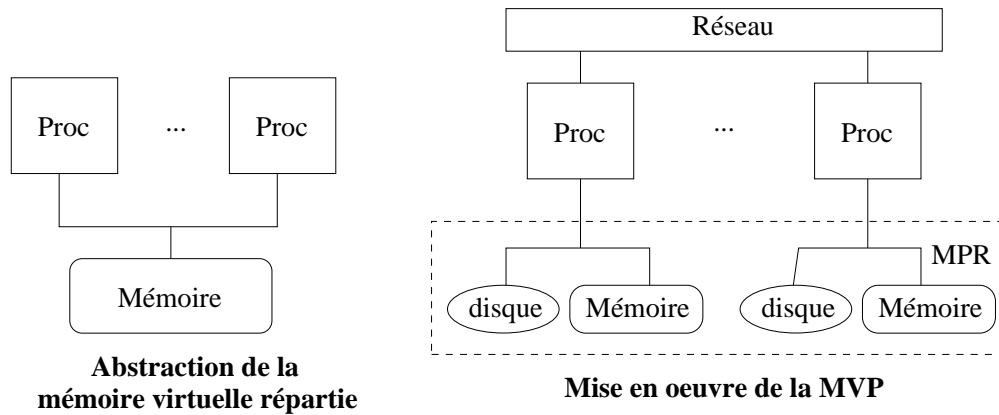 Proc
...
Proc
Mémoire
Abstraction de la
mémoire virtuelle répartie
Réseau
Proc
...
Proc
MPR
disque
Mémoire
disque
Mémoire
Mise en oeuvre de la MVP